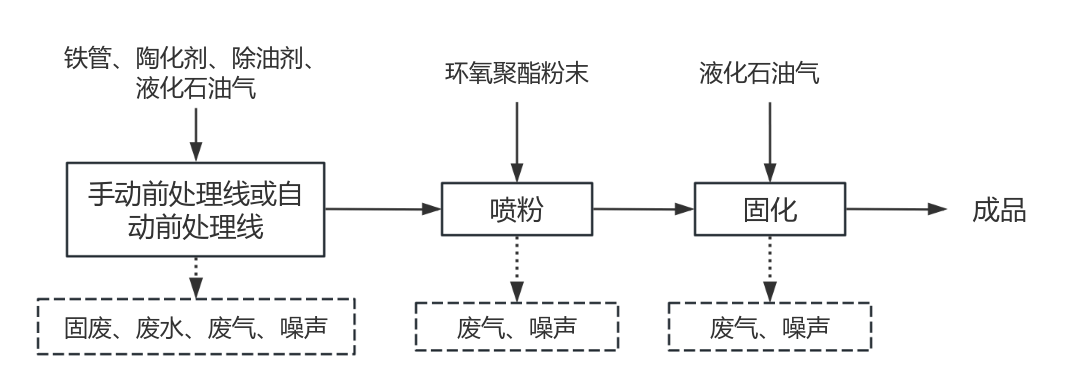 铁管、陶化剂、除油剂、
液化石油气
环氧聚酯粉末
液化石油气
手动前处理线或自
动前处理线
喷粉
固化
成品
固废、废水、废气、噪声
废气、噪声
废气、噪声